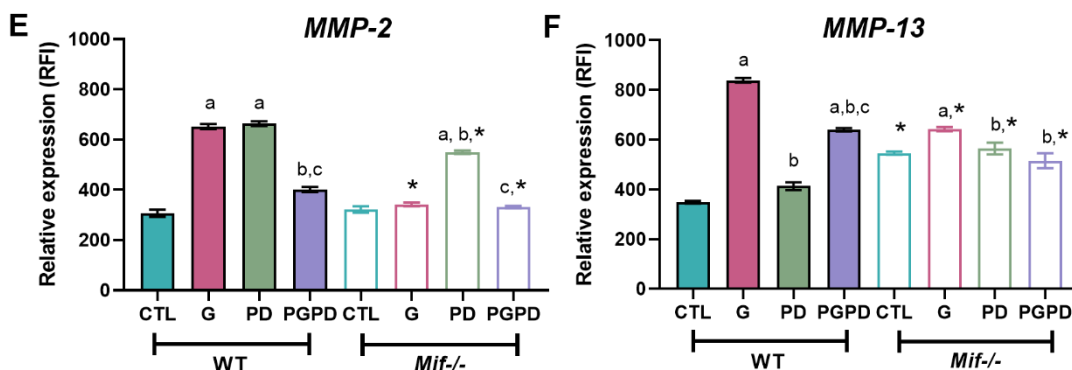 E
MMP-2
Relative expression (RFI)
1000
800
600
400
200
0
a
a
b,c
*
a, b,*
c,*
CTL G PD PGPD CTL G PD PGPD
WT Mif-/-
F
MMP-13
Relative expression (RFI)
1000
800
600
400
200
0
a
b
a,b,c
*
a,*
b,*
b,*
CTL G PD PGPD CTL G PD PGPD
WT Mif-/-